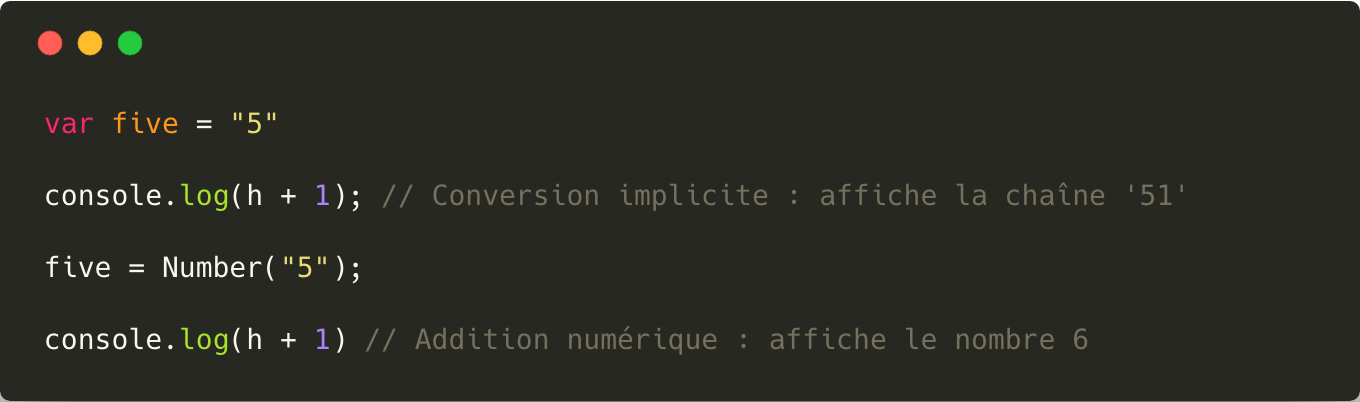 var five = "5"
console.log(h + 1); // Conversion implicite : affiche la chaîne '51'
five = Number("5");
console.log(h + 1) // Addition numérique : affiche le nombre 6